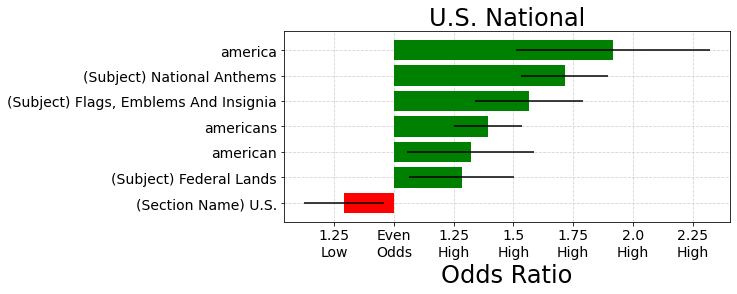 U.S. National
america
(Subject) National Anthems
(Subject) Flags, Emblems And Insignia
americans
american
(Subject) Federal Lands
(Section Name) U.S.
1.25 Even 1.25 1.5 1.75 2.0 2.25
Low Odds High High High High High
Odds Ratio